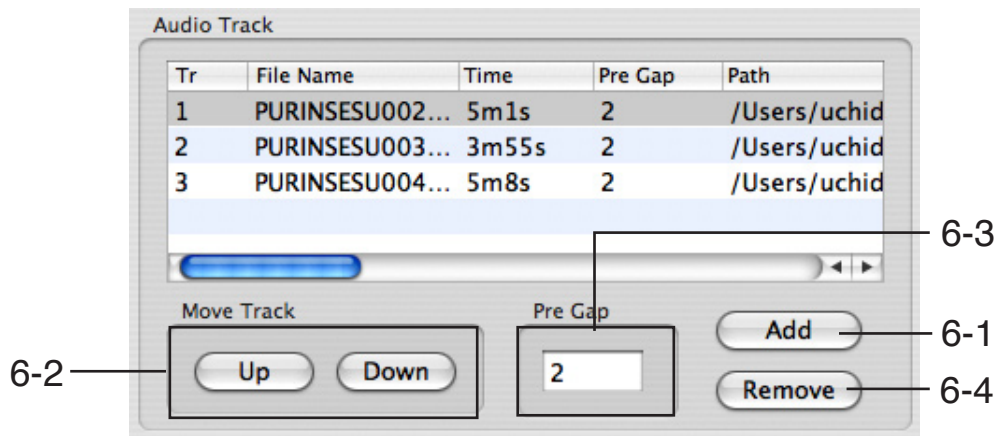 Audio Track
Tr File Name Time Pre Gap Path
1 PURINSESU002... 5m1s 2 /Users/uchid
2 PURINSESU003... 3m55s 2 /Users/uchid
3 PURINSESU004... 5m8s 2 /Users/uchid
6-3
Move Track Pre Gap
Add 6-1
6-2 Up Down 2
Remove 6-4